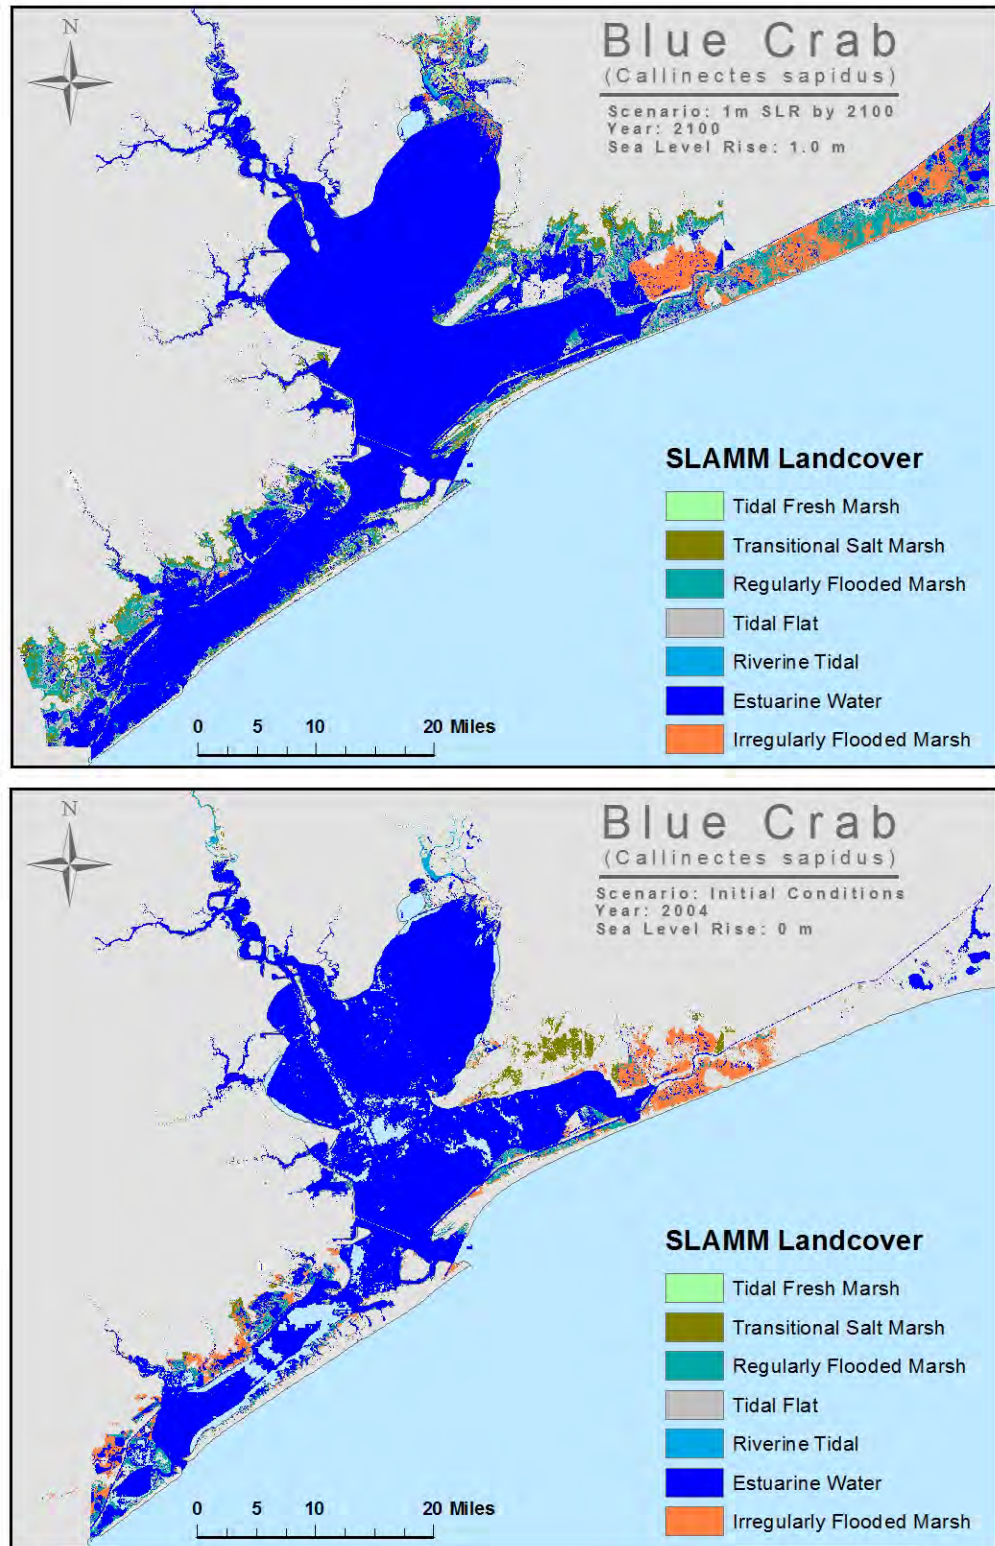 N
Blue Crab
(Callinectes sapidus)
Scenario: 1m SLR by 2100
Year: 2100
Sea Level Rise: 1.0 m
SLAMM Landcover
Tidal Fresh Marsh
Transitional Salt Marsh
Regularly Flooded Marsh
Tidal Flat
Riverine Tidal
Estuarine Water
Irregularly Flooded Marsh
0 5 10 20 Miles
N
Blue Crab
(Callinectes sapidus)
Scenario: Initial Conditions
Year: 2004
Sea Level Rise: 0 m
SLAMM Landcover
Tidal Fresh Marsh
Transitional Salt Marsh
Regularly Flooded Marsh
Tidal Flat
Riverine Tidal
Estuarine Water
Irregularly Flooded Marsh
0 5 10 20 Miles